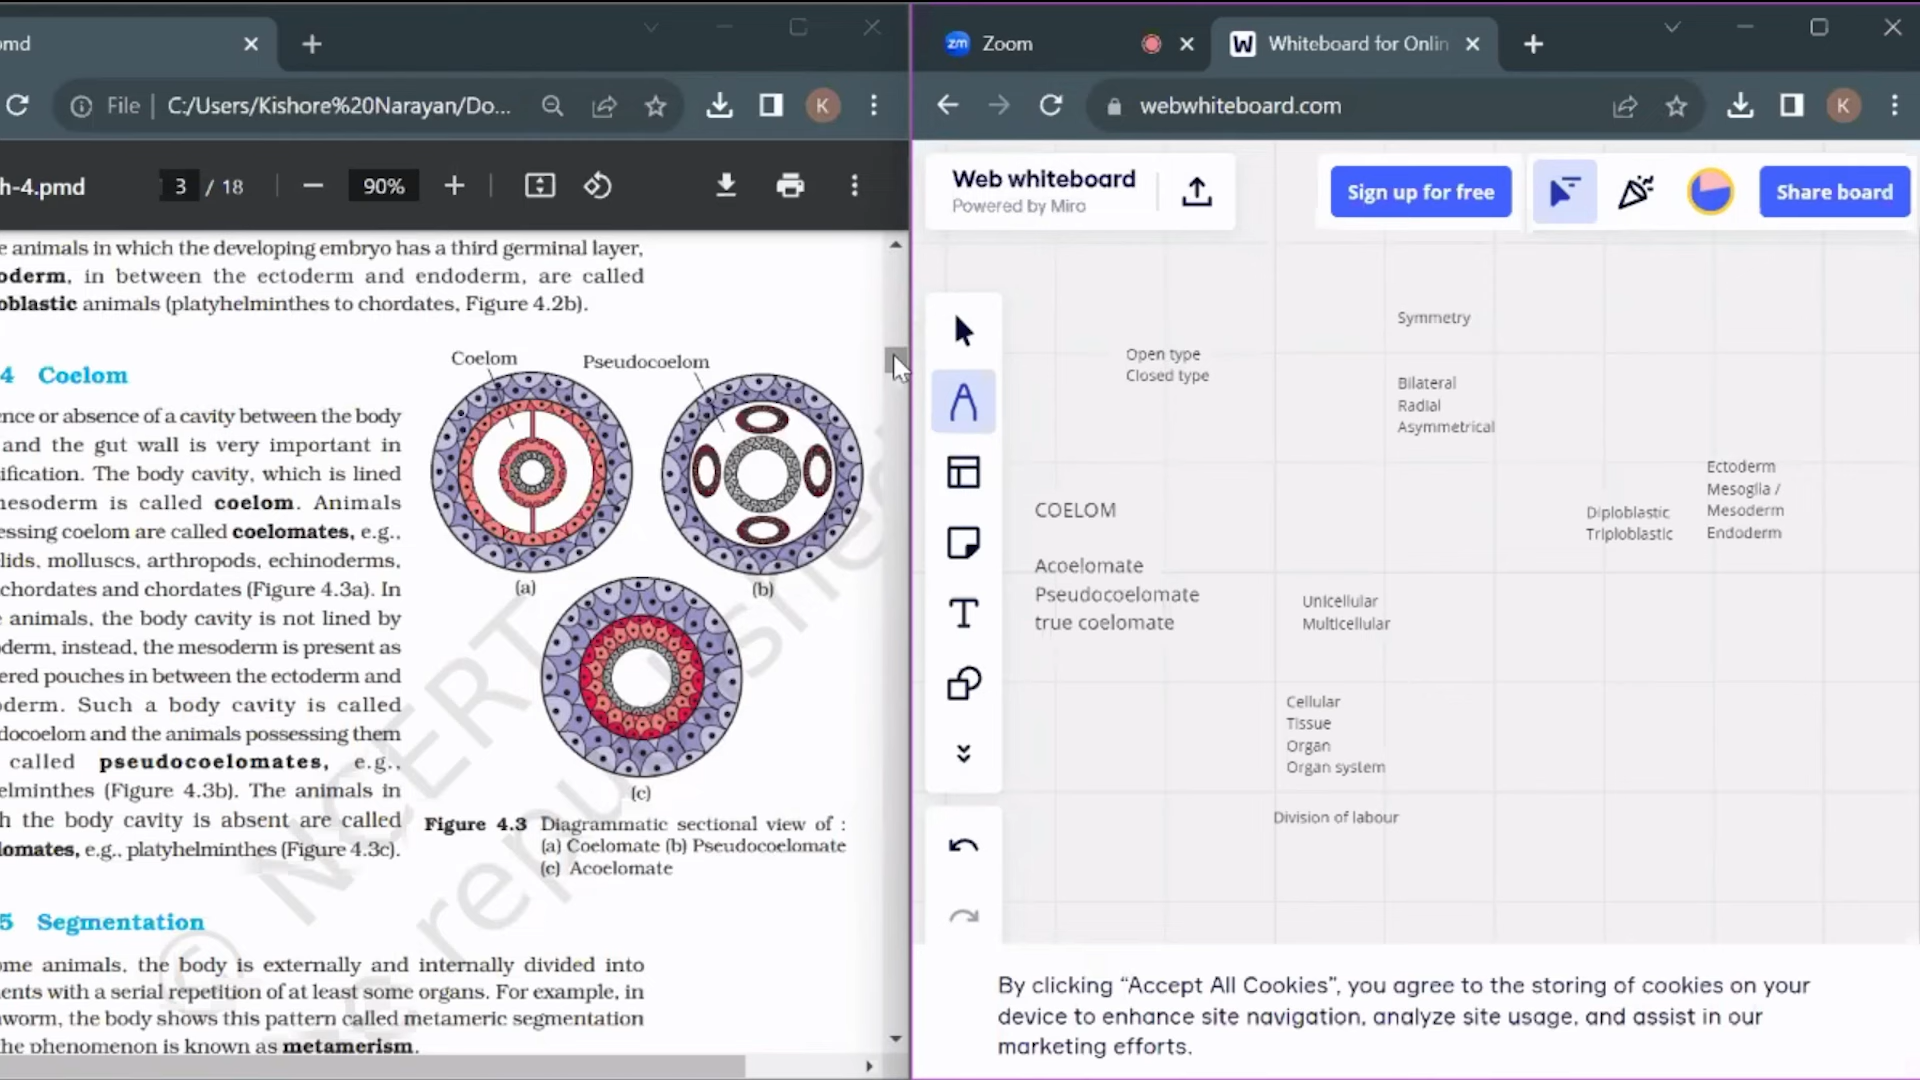 omd
File
C:/Users/Kishore%20Narayan/Do...
K
h-4.pmd
3 / 18
90%
e animals in which the developing embryo has a third germinal layer,
oderm, in between the ectoderm and endoderm, are called
oblastic animals (platyhelminthes to chordates, Figure 4.2b).
4 Coelom
ence or absence of a cavity between the body
and the gut wall is very important in
ification. The body cavity, which is lined
mesoderm is called coelom. Animals
essing coelom are called coelomates, e.g.,
lids, molluscs, arthropods, echinoderms,
chordates and chordates (Figure 4.3a). In
e animals, the body cavity is not lined by
derm, instead, the mesoderm is present as
ered pouches in between the ectoderm and
oderm. Such a body cavity is called
docoelom and the animals possessing them
called pseudocoelomates, e.g.,
elminthes (Figure 4.3b). The animals in
h the body cavity is absent are called
lomates, e.g., platyhelminthes (Figure 4.3c).
Coelom
Pseudocoelom
(a)
(b)
(c)
Figure 4.3 Diagrammatic sectional view of :
(a) Coelomate (b) Pseudocoelomate
(c) Acoelomate
5 Segmentation
ome animals, the body is externally and internally divided into
ents with a serial repetition of at least some organs. For example, in
hworm, the body shows this pattern called metameric segmentation
he phenomenon is known as metamerism.
© NCERT
zm Zoom
W Whiteboard for Onlin
webwhiteboard.com
K
Web whiteboard
Powered by Miro
Sign up for free
Share board
Symmetry
Open type
Closed type
Bilateral
Radial
Asymmetrical
Ectoderm
Mesoglia /
Mesoderm
Endoderm
Diploblastic
Triploblastic
COELOM
Acoelomate
Pseudocoelomate
true coelomate
Unicellular
Multicellular
Cellular
Tissue
Organ
Organ system
Division of labour
T
By clicking “Accept All Cookies”, you agree to the storing of cookies on your
device to enhance site navigation, analyze site usage, and assist in our
marketing efforts.